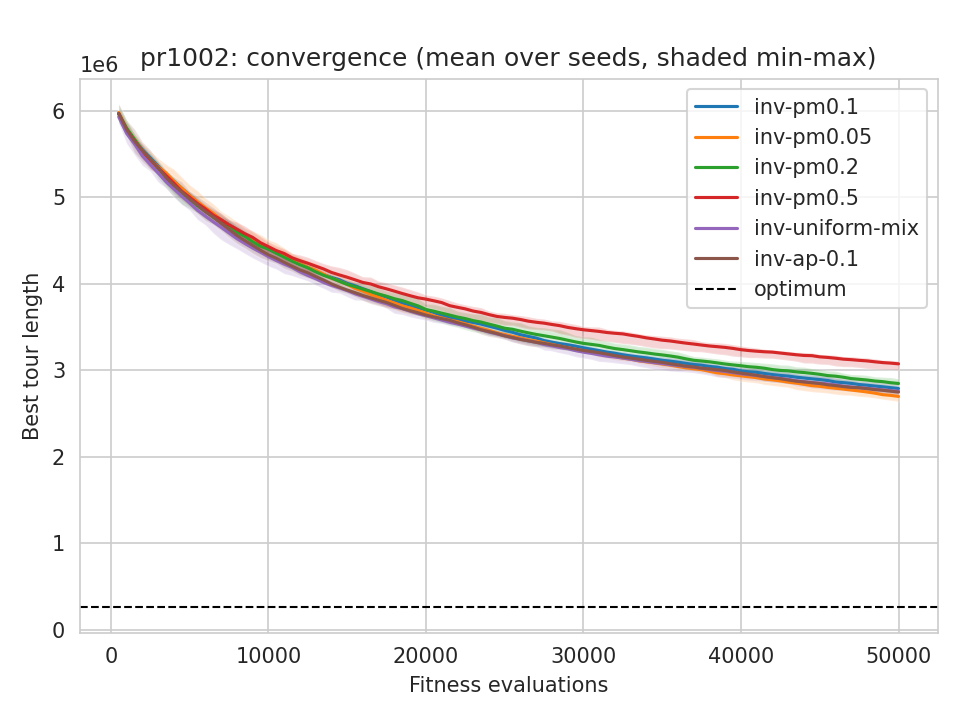 pr1002: convergence (mean over seeds, shaded min-max)
1e6
6
5
4
3
2
1
0
Best tour length
0
10000
20000
30000
40000
50000
Fitness evaluations
inv-pm0.1
inv-pm0.05
inv-pm0.2
inv-pm0.5
inv-uniform-mix
inv-ap-0.1
optimum